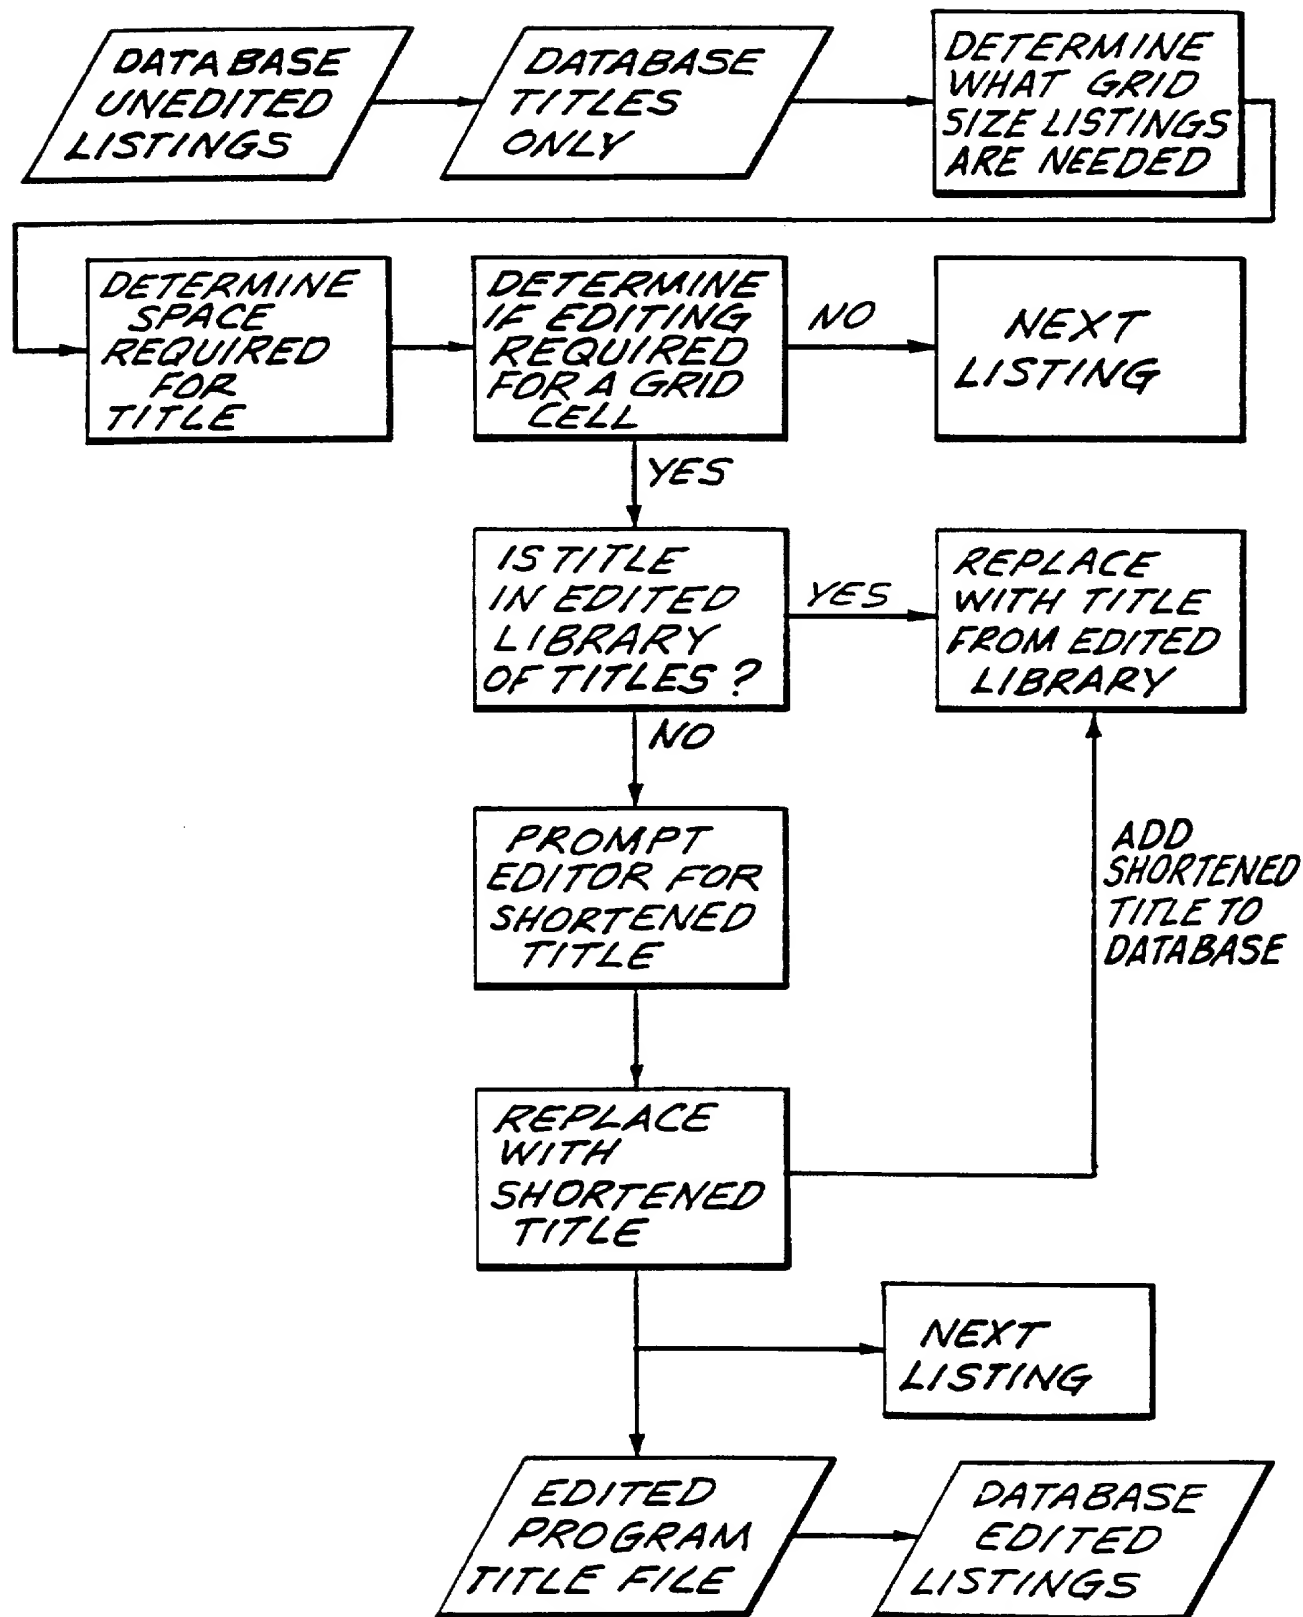 DATABASE
UNEDITED
LISTINGS
DATABASE
TITLES
ONLY
DETERMINE
WHAT GRID
SIZE LISTINGS
ARE NEEDED
DETERMINE
SPACE
REQUIRED
FOR
TITLE
DETERMINE
IF EDITING
REQUIRED
FOR A GRID
CELL
NO
NEXT
LISTING
YES
IS TITLE
IN EDITED
LIBRARY
OF TITLES?
YES
REPLACE
WITH TITLE
FROM EDITED
LIBRARY
NO
PROMPT
EDITOR FOR
SHORTENED
TITLE
ADD
SHORTENED
TITLE TO
DATABASE
REPLACE
WITH
SHORTENED
TITLE
NEXT
LISTING
EDITED
PROGRAM
TITLE FILE
DATABASE
EDITED
LISTINGS